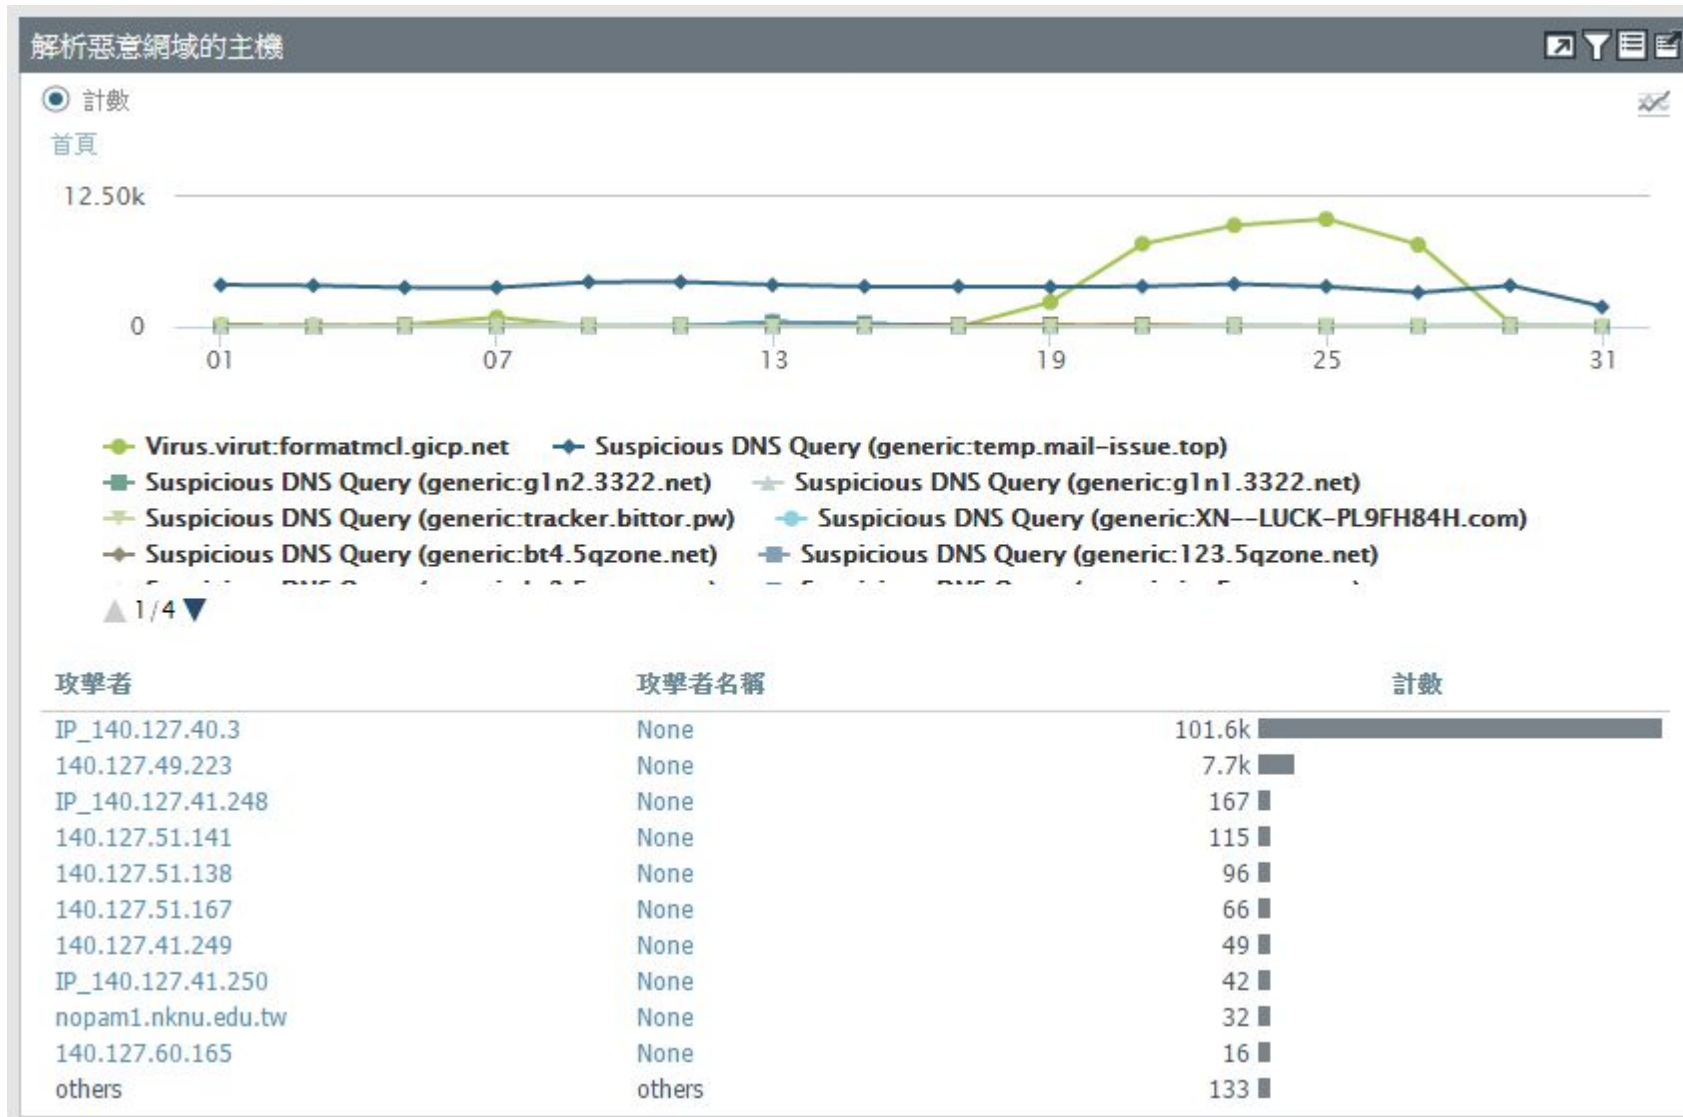 解析惡意網域的主機
計數
首頁
12.50k
0
01 07 13 19 25 31
Virus.virut:formatmcl.gicp.net Suspicious DNS Query (generic:temp.mail-issue.top)
Suspicious DNS Query (generic:g1n2.3322.net) Suspicious DNS Query (generic:g1n1.3322.net)
Suspicious DNS Query (generic:tracker.bittor.pw) Suspicious DNS Query (generic:XN--LUCK-PL9FH84H.com)
Suspicious DNS Query (generic:bt4.5qzone.net) Suspicious DNS Query (generic:123.5qzone.net)
1/4
攻擊者 攻擊者名稱 計數
IP_140.127.40.3 None 101.6k
140.127.49.223 None 7.7k
IP_140.127.41.248 None 167
140.127.51.141 None 115
140.127.51.138 None 96
140.127.51.167 None 66
140.127.41.249 None 49
IP_140.127.41.250 None 42
nopam1.nknu.edu.tw None 32
140.127.60.165 None 16
others others 133